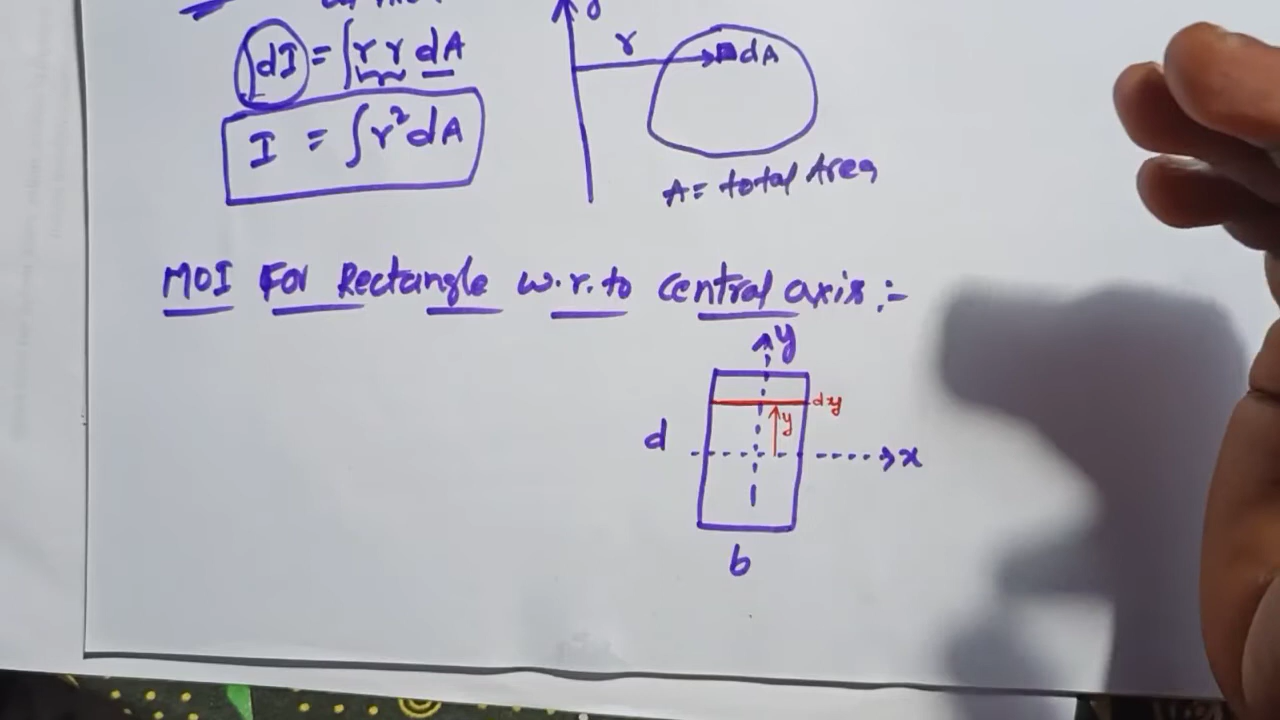 ∫dI = ∫r r dA
I = ∫r² dA
r
dA
A = total Area
MOI For Rectangle w.r.to central axis :-
y
dy
y
d
x
b